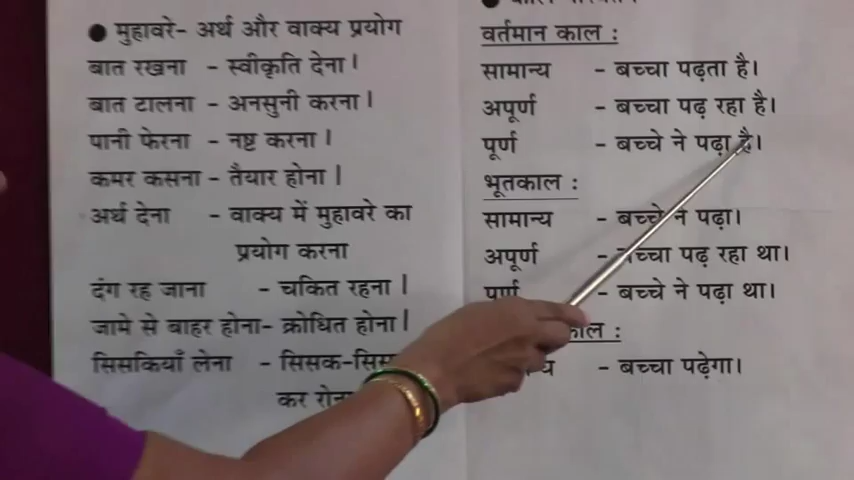 ● मुहावरे- अर्थ और वाक्य प्रयोग
बात रखना - स्वीकृति देना।
बात टालना - अनसुनी करना।
पानी फेरना - नष्ट करना।
कमर कसना - तैयार होना।
अर्थ देना - वाक्य में मुहावरे का
प्रयोग करना
दंग रह जाना - चकित रहना।
जामे से बाहर होना- क्रोधित होना।
सिसकियाँ लेना - सिसक-सिस
कर रोना
वर्तमान काल :
सामान्य - बच्चा पढ़ता है।
अपूर्ण - बच्चा पढ़ रहा है।
पूर्ण - बच्चे ने पढ़ा है।
भूतकाल :
सामान्य - बच्चे ने पढ़ा।
अपूर्ण - बच्चा पढ़ रहा था।
पूर्ण - बच्चे ने पढ़ा था।
काल :
- बच्चा पढ़ेगा।